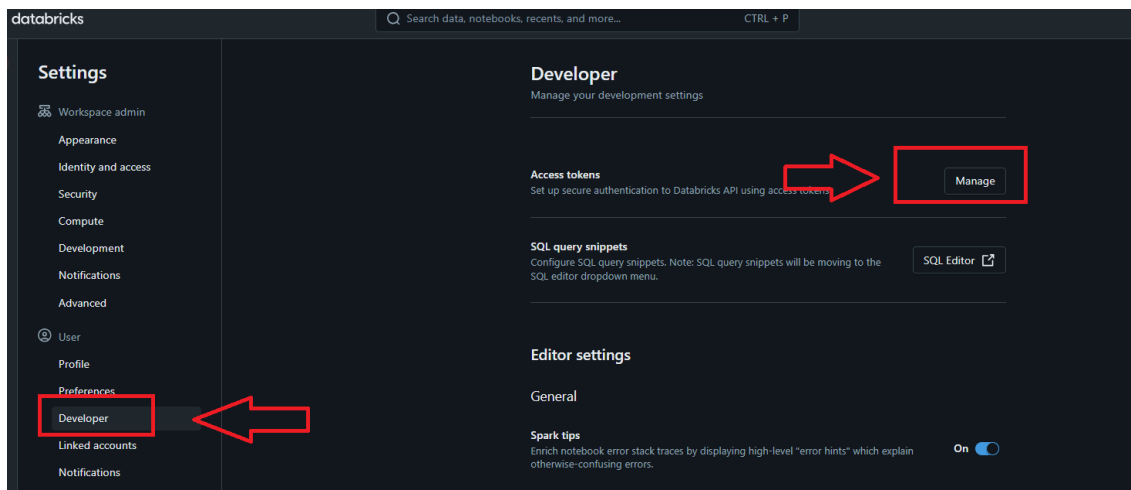 databricks
Search data, notebooks, recents, and more... CTRL + P
Settings
Workspace admin
Appearance
Identity and access
Security
Compute
Development
Notifications
Advanced
User
Profile
Preferences
Developer
Linked accounts
Notifications
Developer
Manage your development settings
Access tokens
Set up secure authentication to Databricks API using access tokens
Manage
SQL query snippets
Configure SQL query snippets. Note: SQL query snippets will be moving to the
SQL editor dropdown menu.
SQL Editor
Editor settings
General
Spark tips
Enrich notebook error stack traces by displaying high-level "error hints" which explain
otherwise-confusing errors.
On